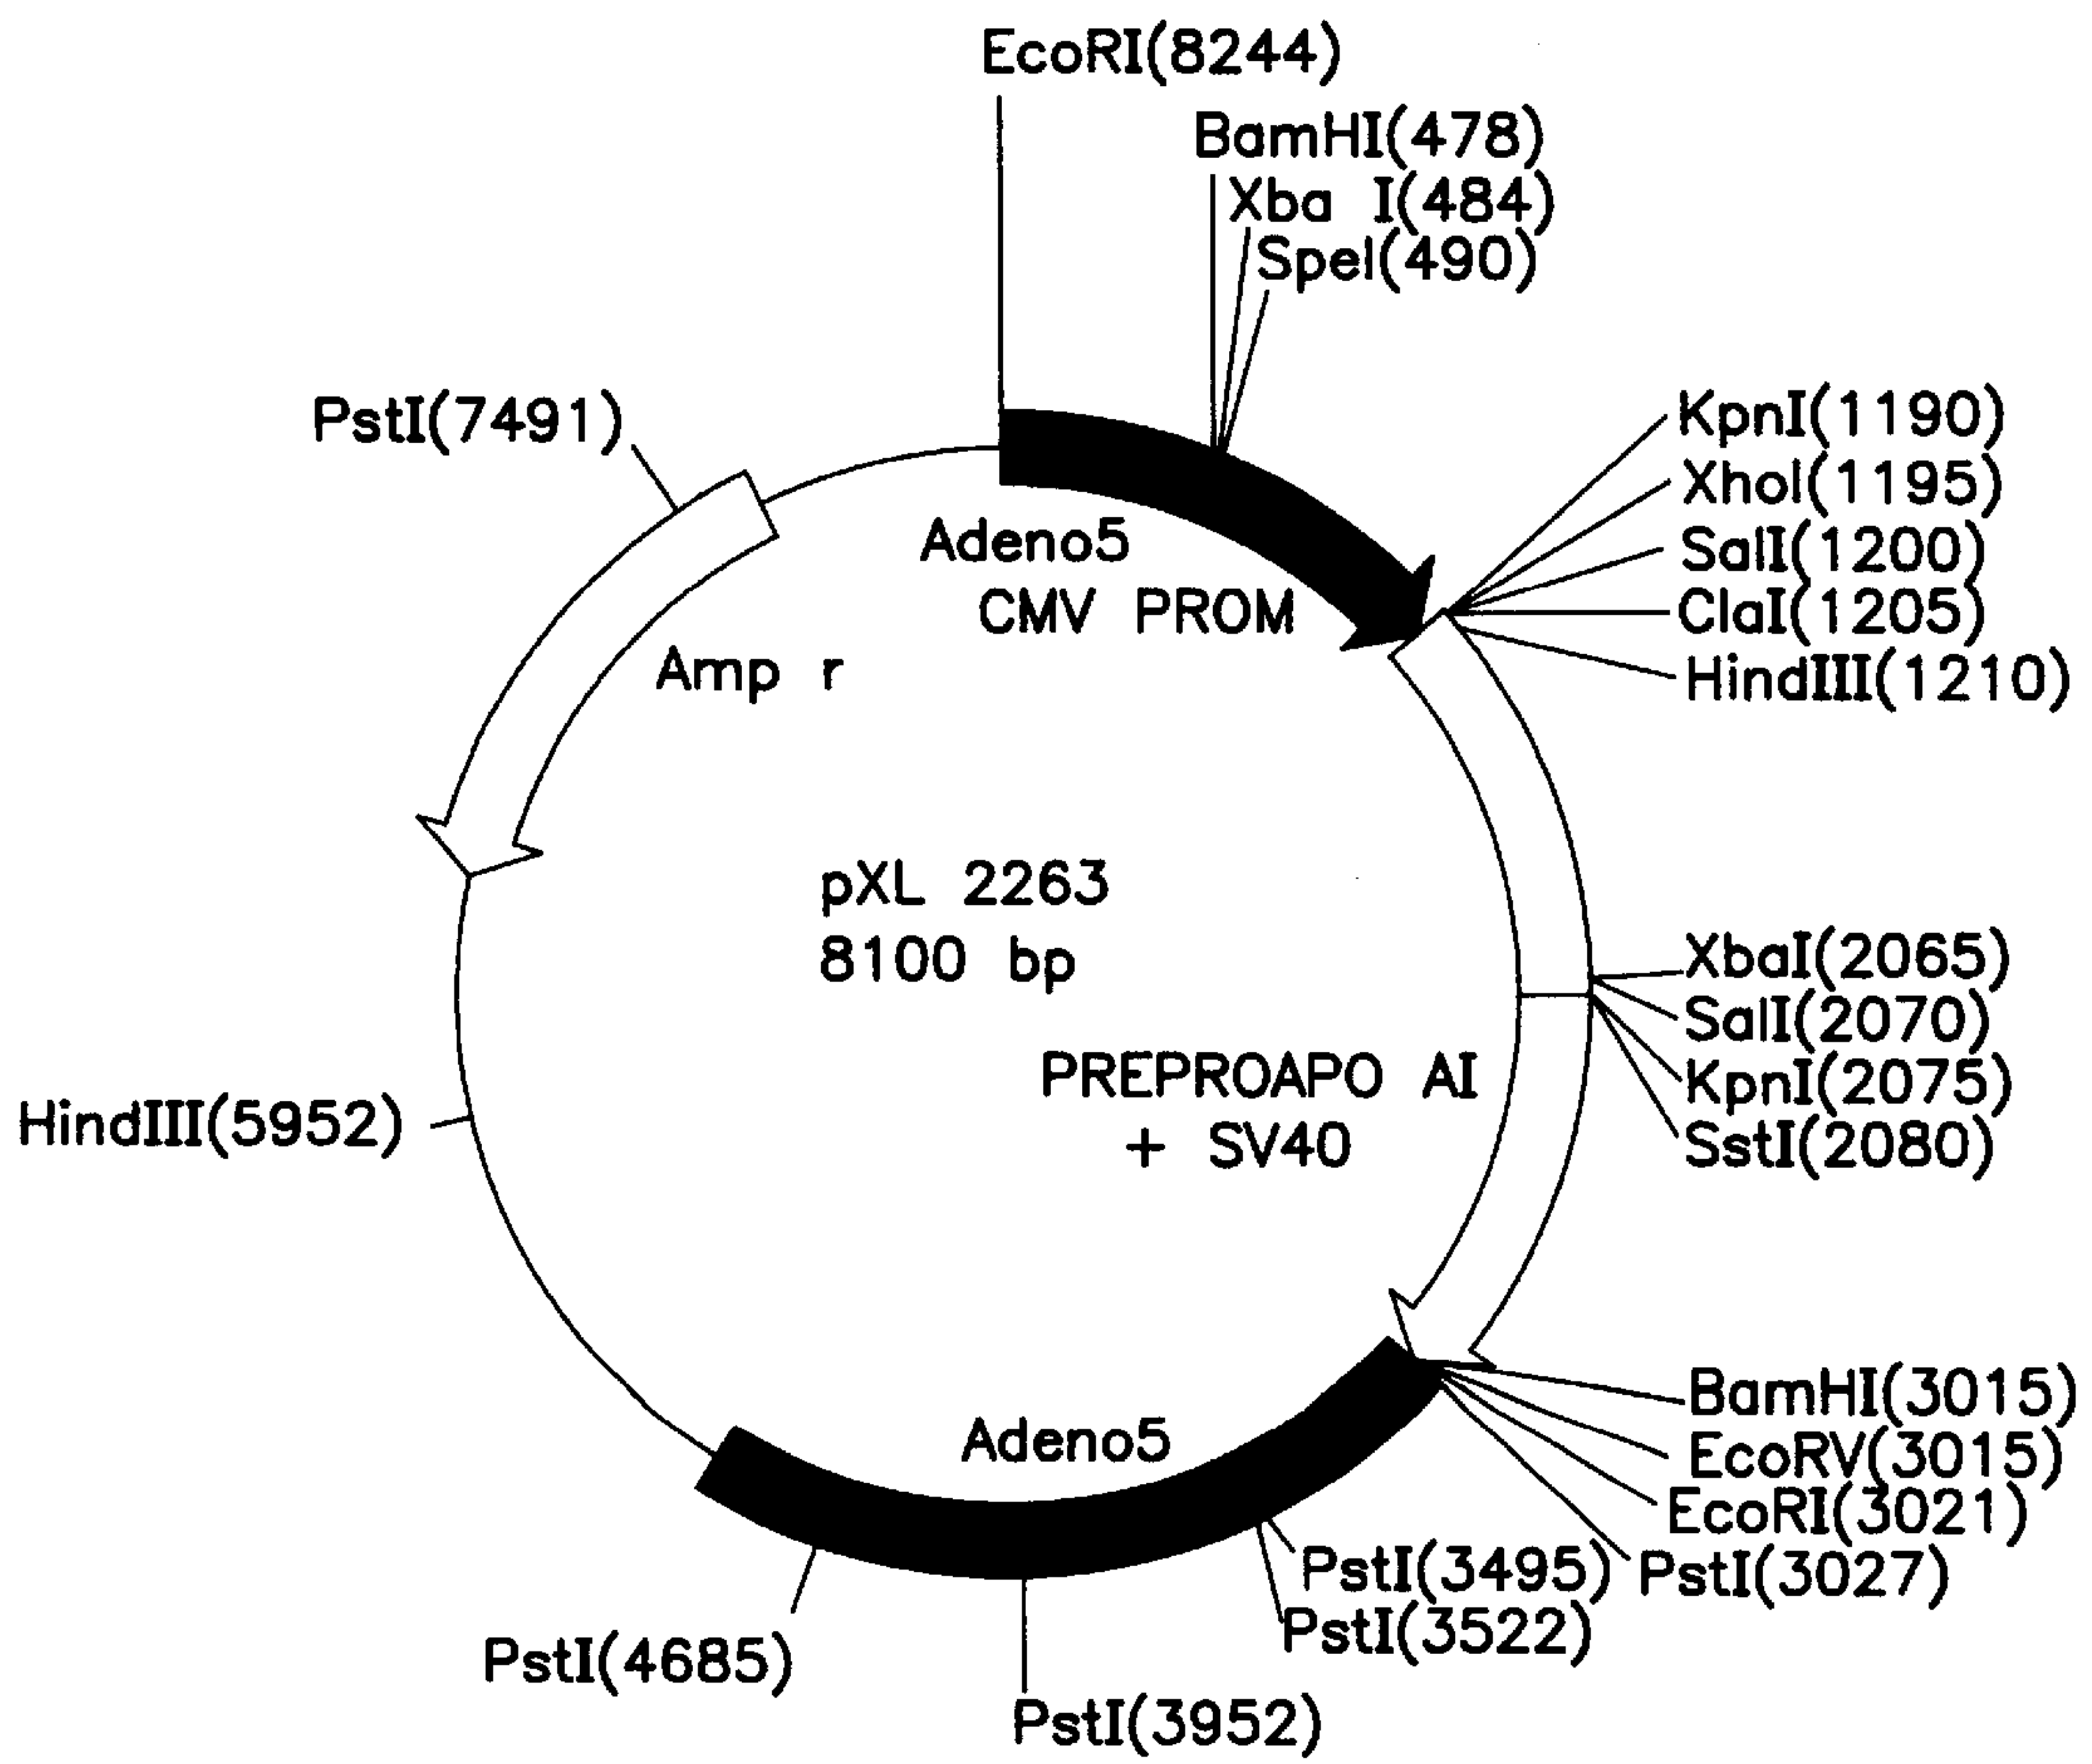 EcoRI(8244)
BamHI(478)
Xba I(484)
SpeI(490)
PstI(7491)
KpnI(1190)
XhoI(1195)
SalI(1200)
ClaI(1205)
HindIII(1210)
Adeno5
CMV PROM
Amp r
pXL 2263
8100 bp
XbaI(2065)
SalI(2070)
KpnI(2075)
SstI(2080)
PREPROAPO AI
+ SV40
HindIII(5952)
BamHI(3015)
EcoRV(3015)
EcoRI(3021)
PstI(3027)
Adeno5
PstI(3495)
PstI(3522)
PstI(4685)
PstI(3952)